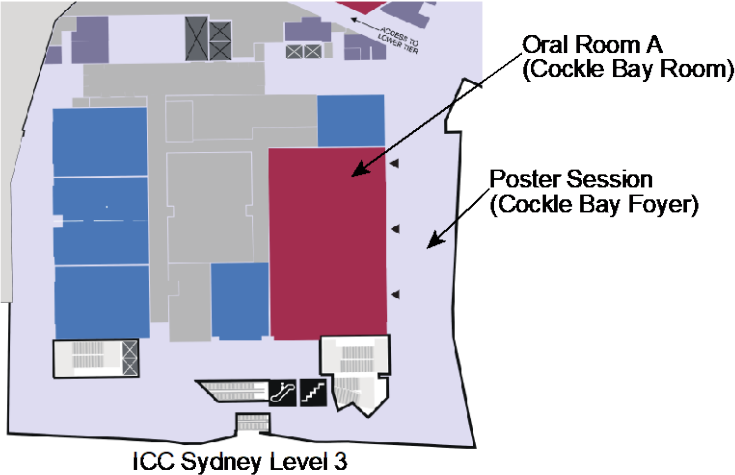 ACCESS TO
LOWER TIER
Oral Room A
(Cockle Bay Room)
Poster Session
(Cockle Bay Foyer)
ICC Sydney Level 3